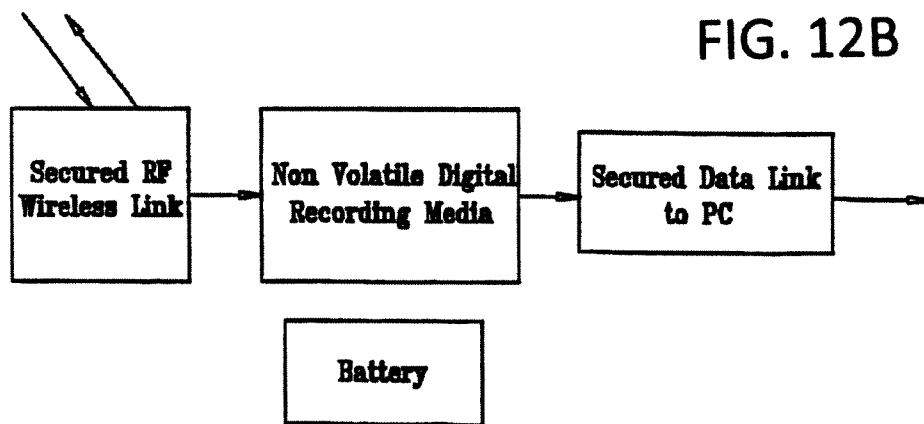 FIG. 12B
Secured RF
Wireless Link
Non Volatile Digital
Recording Media
Secured Data Link
to PC
Battery